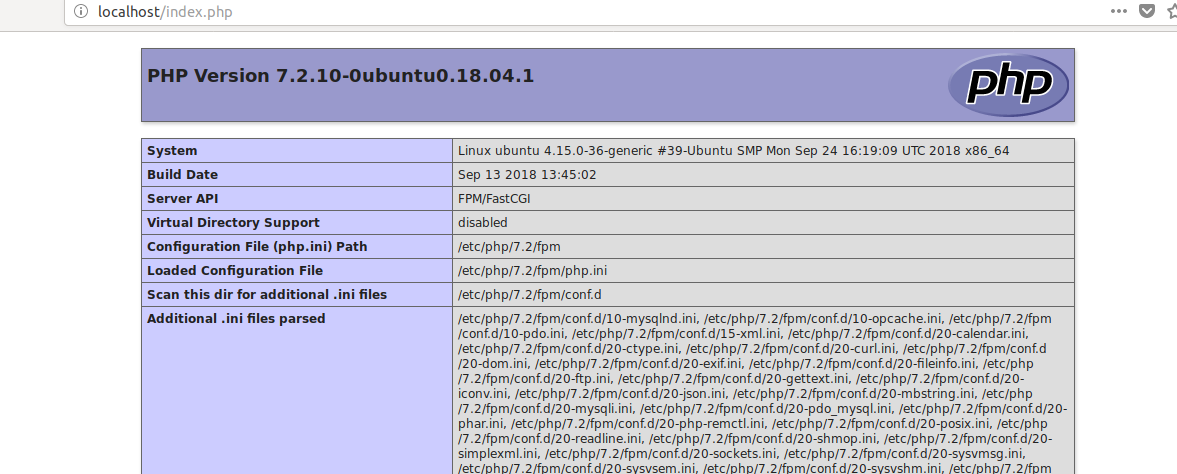 localhost/index.php
PHP Version 7.2.10-0ubuntu0.18.04.1
php
System Linux ubuntu 4.15.0-36-generic #39-Ubuntu SMP Mon Sep 24 16:19:09 UTC 2018 x86_64
Build Date Sep 13 2018 13:45:02
Server API FPM/FastCGI
Virtual Directory Support disabled
Configuration File (php.ini) Path /etc/php/7.2/fpm
Loaded Configuration File /etc/php/7.2/fpm/php.ini
Scan this dir for additional .ini files /etc/php/7.2/fpm/conf.d
Additional .ini files parsed /etc/php/7.2/fpm/conf.d/10-mysqlnd.ini, /etc/php/7.2/fpm/conf.d/10-opcache.ini, /etc/php/7.2/fpm
/conf.d/10-pdo.ini, /etc/php/7.2/fpm/conf.d/15-xml.ini, /etc/php/7.2/fpm/conf.d/20-calendar.ini,
/etc/php/7.2/fpm/conf.d/20-ctype.ini, /etc/php/7.2/fpm/conf.d/20-curl.ini, /etc/php/7.2/fpm/conf.d
/20-dom.ini, /etc/php/7.2/fpm/conf.d/20-exif.ini, /etc/php/7.2/fpm/conf.d/20-fileinfo.ini, /etc/php
/7.2/fpm/conf.d/20-ftp.ini, /etc/php/7.2/fpm/conf.d/20-gettext.ini, /etc/php/7.2/fpm/conf.d/20-
iconv.ini, /etc/php/7.2/fpm/conf.d/20-json.ini, /etc/php/7.2/fpm/conf.d/20-mbstring.ini, /etc/php
/7.2/fpm/conf.d/20-mysqli.ini, /etc/php/7.2/fpm/conf.d/20-pdo_mysql.ini, /etc/php/7.2/fpm/conf.d/20-
phar.ini, /etc/php/7.2/fpm/conf.d/20-php-remctl.ini, /etc/php/7.2/fpm/conf.d/20-posix.ini, /etc/php
/7.2/fpm/conf.d/20-readline.ini, /etc/php/7.2/fpm/conf.d/20-shmop.ini, /etc/php/7.2/fpm/conf.d/20-
simplexml.ini, /etc/php/7.2/fpm/conf.d/20-sockets.ini, /etc/php/7.2/fpm/conf.d/20-sysvmsg.ini,
/etc/php/7.2/fpm/conf.d/20-sysvsem.ini, /etc/php/7.2/fpm/conf.d/20-sysvshm.ini, /etc/php/7.2/fpm